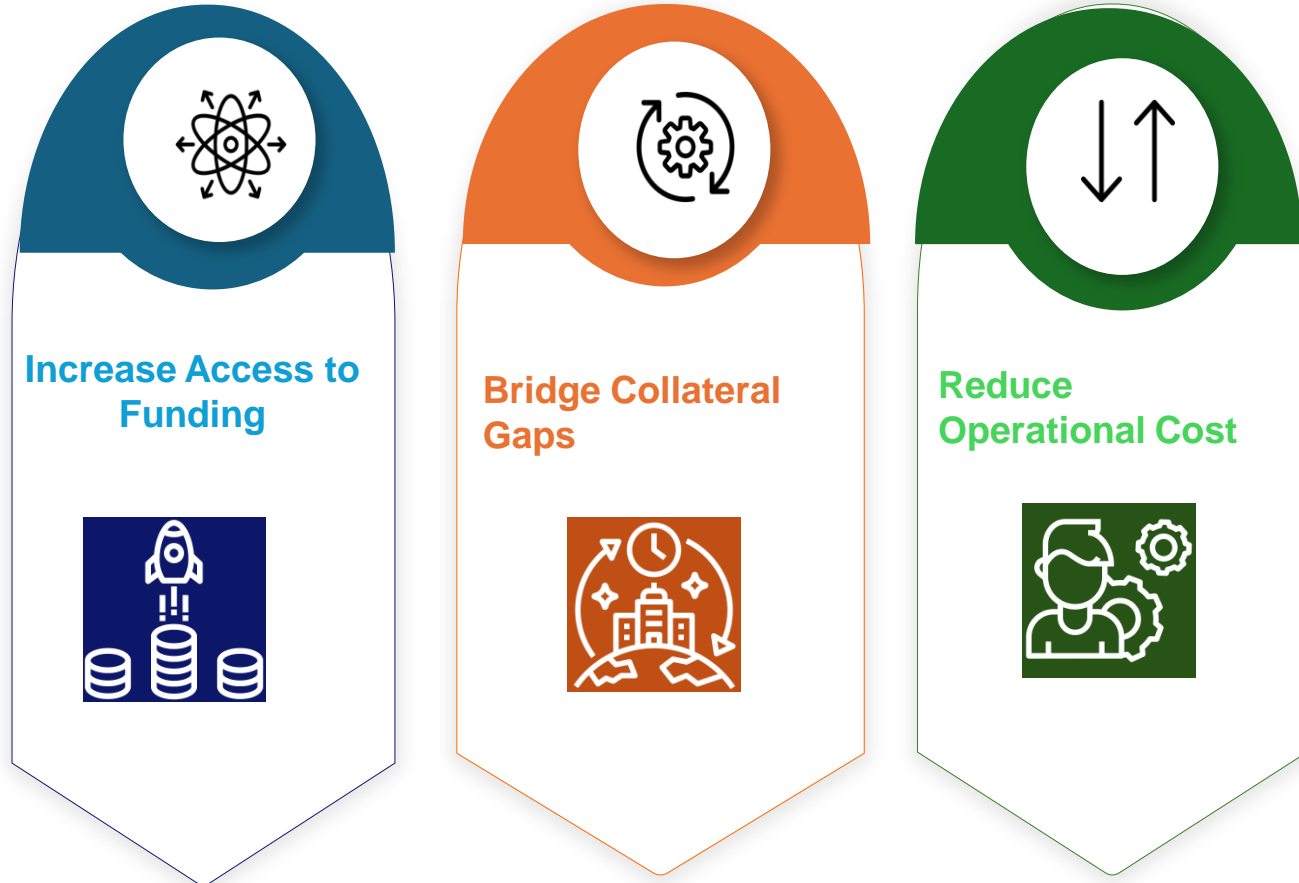 Increase Access to
Funding
Bridge Collateral
Gaps
Reduce
Operational Cost